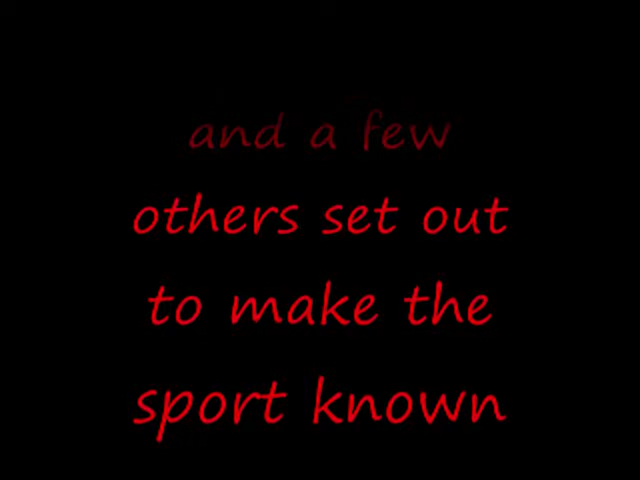 and a few
others set out
to make the
sport known